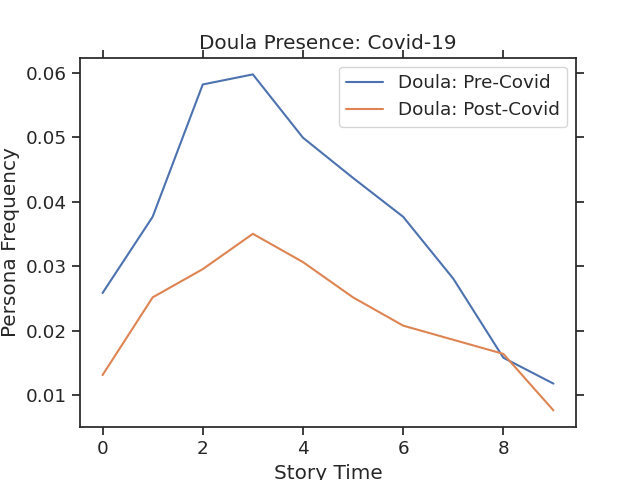 Doula Presence: Covid-19
Doula: Pre-Covid
Doula: Post-Covid
Persona Frequency
0.06
0.05
0.04
0.03
0.02
0.01
0 2 4 6 8
Story Time